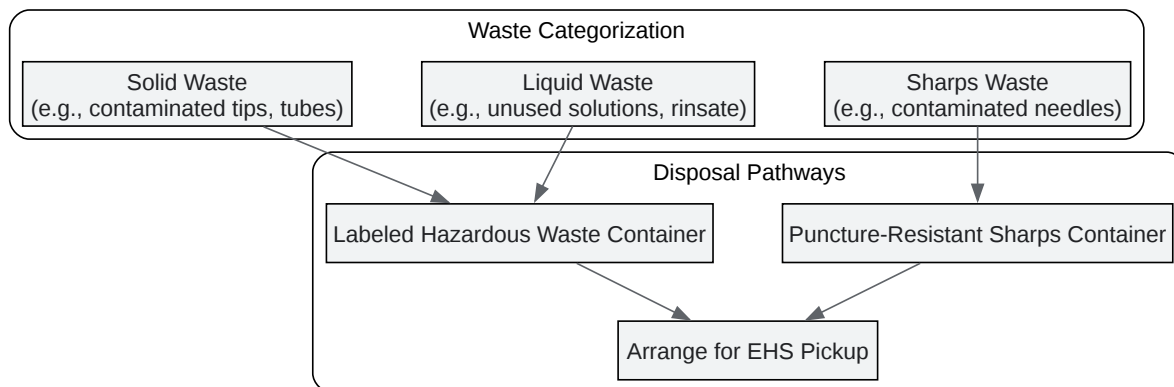 Waste Categorization
Solid Waste
(e.g., contaminated tips, tubes)
Liquid Waste
(e.g., unused solutions, rinsate)
Sharps Waste
(e.g., contaminated needles)
Disposal Pathways
Labeled Hazardous Waste Container
Puncture-Resistant Sharps Container
Arrange for EHS Pickup